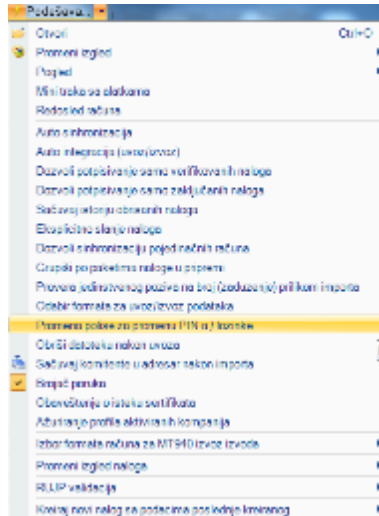 Podešava...
Otvori Ctrl+O
Promeni izgled
Pogled
Mini traka sa alatkama
Redosled računa
Auto sinhronizacija
Auto integracija (uvoz/izvoz)
Dozvoli potpisivanje samo verifikovanih naloga
Dozvoli potpisivanje samo zaključanih naloga
Sačuvaj istoriju obrisanih naloga
Eksplicitno slanje naloga
Dozvoli sinhronizaciju pojedinačnih računa
Grupiši po paketima naloge u pripremi
Provera jedinstvenog poziva na broj (zaduženje) prilikom importa
Odabir formata za uvoz/izvoz podataka
Promena polise za promenu PIN-a / lozinke
Obriši datoteku nakon uvoza
Sačuvaj komitente u adresar nakon importa
Brojač poruka
Obaveštenje o isteku sertifikata
Ažuriranje profila aktiviranih kompanija
Izbor formata računa za MT940 izvoz izvoda
Promeni izgled naloga
validacija
Kreiraj novi nalog sa podacima poslednje kreiranog